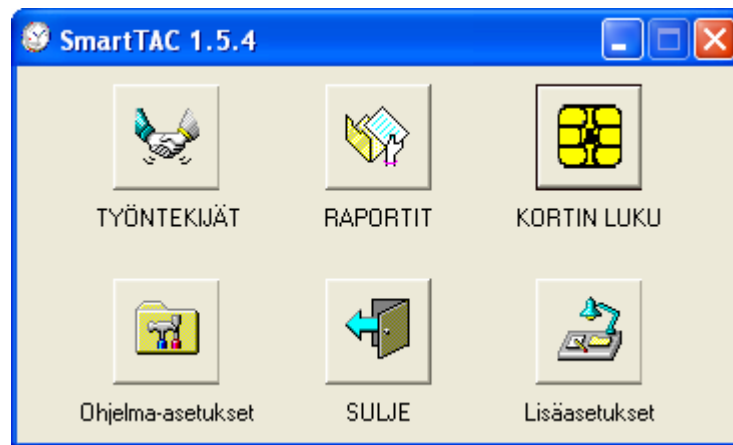 SmartTAC 1.5.4
TYÖNTEKIJÄT RAPORTIT KORTIN LUKU
Ohjelma-asetukset SULJE Lisäasetukset